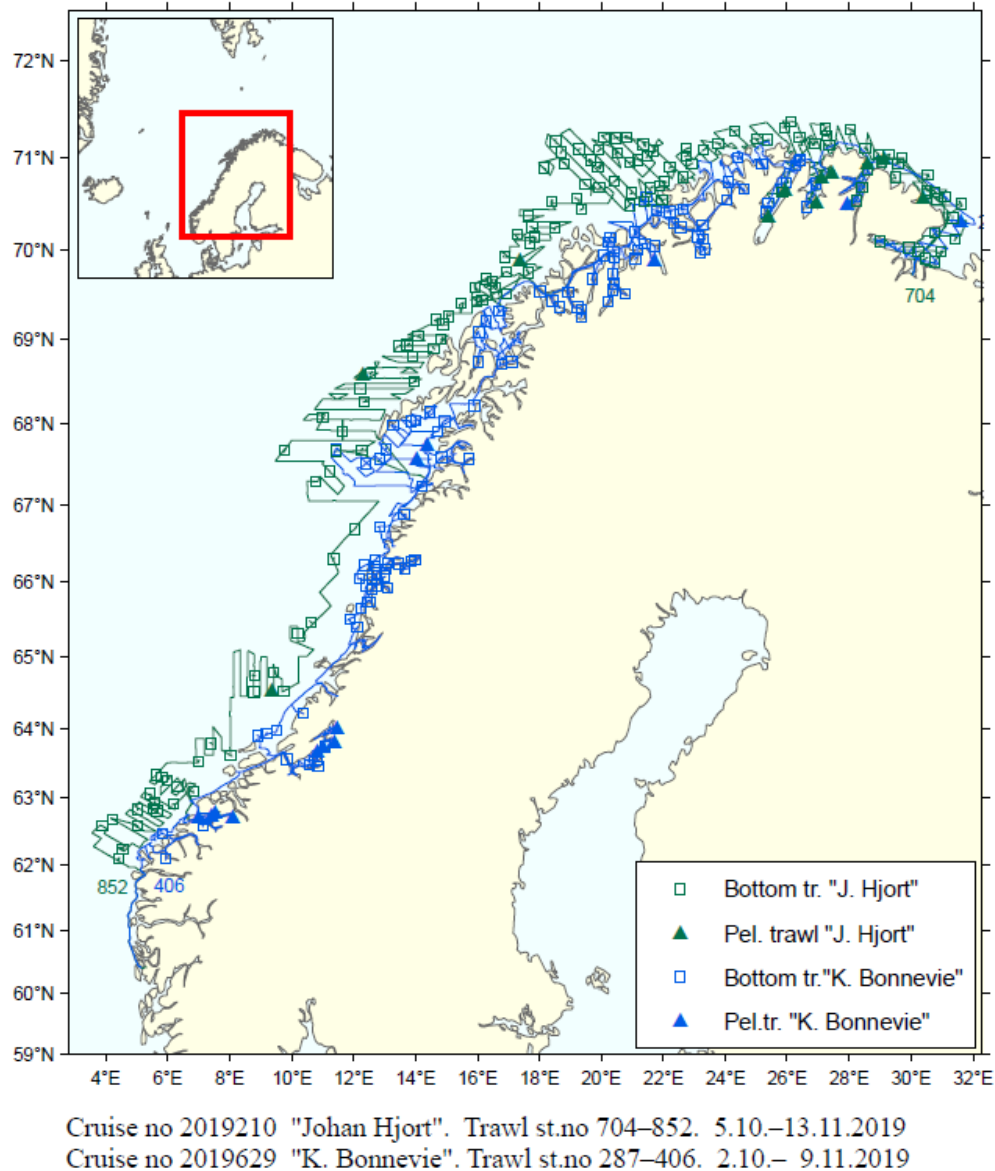 72°N
71°N
70°N
69°N
68°N
67°N
66°N
65°N
64°N
63°N
62°N
61°N
60°N
59°N
704
852 406
Bottom tr. "J. Hjort"
Pel. trawl "J. Hjort"
Bottom tr."K. Bonnevie"
Pel.tr. "K. Bonnevie"
4°E 6°E 8°E 10°E 12°E 14°E 16°E 18°E 20°E 22°E 24°E 26°E 28°E 30°E 32°E
Cruise no 2019210 "Johan Hjort". Trawl st.no 704–852. 5.10.–13.11.2019
Cruise no 2019629 "K. Bonnevie". Trawl st.no 287–406. 2.10.– 9.11.2019